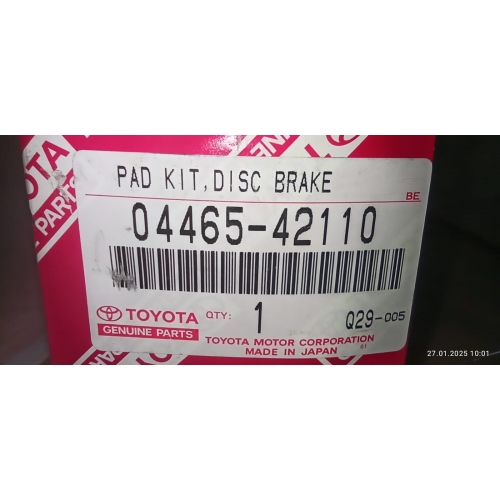 PAD KIT, DISC BRAKE
BE
04465-42110
TOYOTA
GENUINE PARTS
QTY: 1
Q29-005
TOYOTA MOTOR CORPORATION
MADE IN JAPAN
27.01.2025 10:01